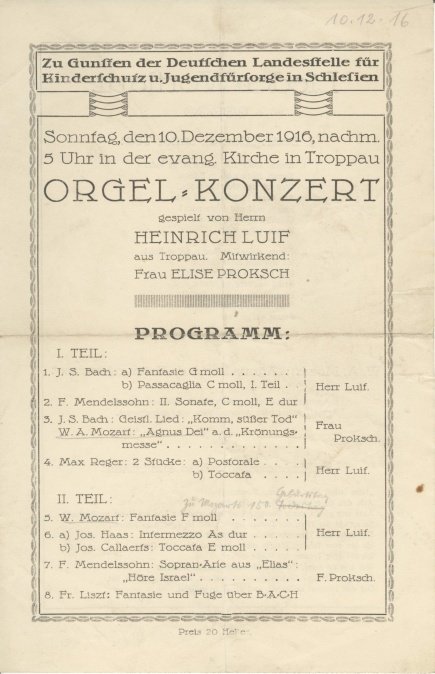 10.12.16
Zu Gunsten der Deutschen Landesstelle für
Kinderschutz u. Jugendfürsorge in Schlesien
Sonntag, den 10. Dezember 1916, nachm.
5 Uhr in der evang. Kirche in Troppau
ORGEL-KONZERT
gespielt von Herrn
HEINRICH LUIF
aus Troppau. Mitwirkend:
Frau ELISE PROKSCH
PROGRAMM:
I. TEIL:
1. J. S. Bach: a) Fantasie G moll . . . . . .
b) Passacaglia C moll, I. Teil . Herr Luif.
2. F. Mendelssohn: II. Sonate, C moll, E dur
3. J. S. Bach: Geistl. Lied: „Komm, süßer Tod"
W. A. Mozart: „Agnus Dei" a. d. „Krönungs- Frau
messe" . . . . . . . . . . . . . Proksch.
4. Max Reger: 2 Stücke: a) Pastorale . . .
b) Toccata . . . . Herr Luif.
II. TEIL:
zu Mozarts 150. Geburtstag
5. W. Mozart: Fantasie F moll . . . . .
6. a) Jos. Haas: Intermezzo As dur . . . . Herr Luif.
b) Jos. Callaerts: Toccata E moll . . . .
7. F. Mendelssohn: Sopran-Arie aus „Elias":
„Höre Israel" . . . . . . . . . F. Proksch.
8. Fr. Liszt: Fantasie und Fuge über B-A-C-H
Preis 20 Heller.